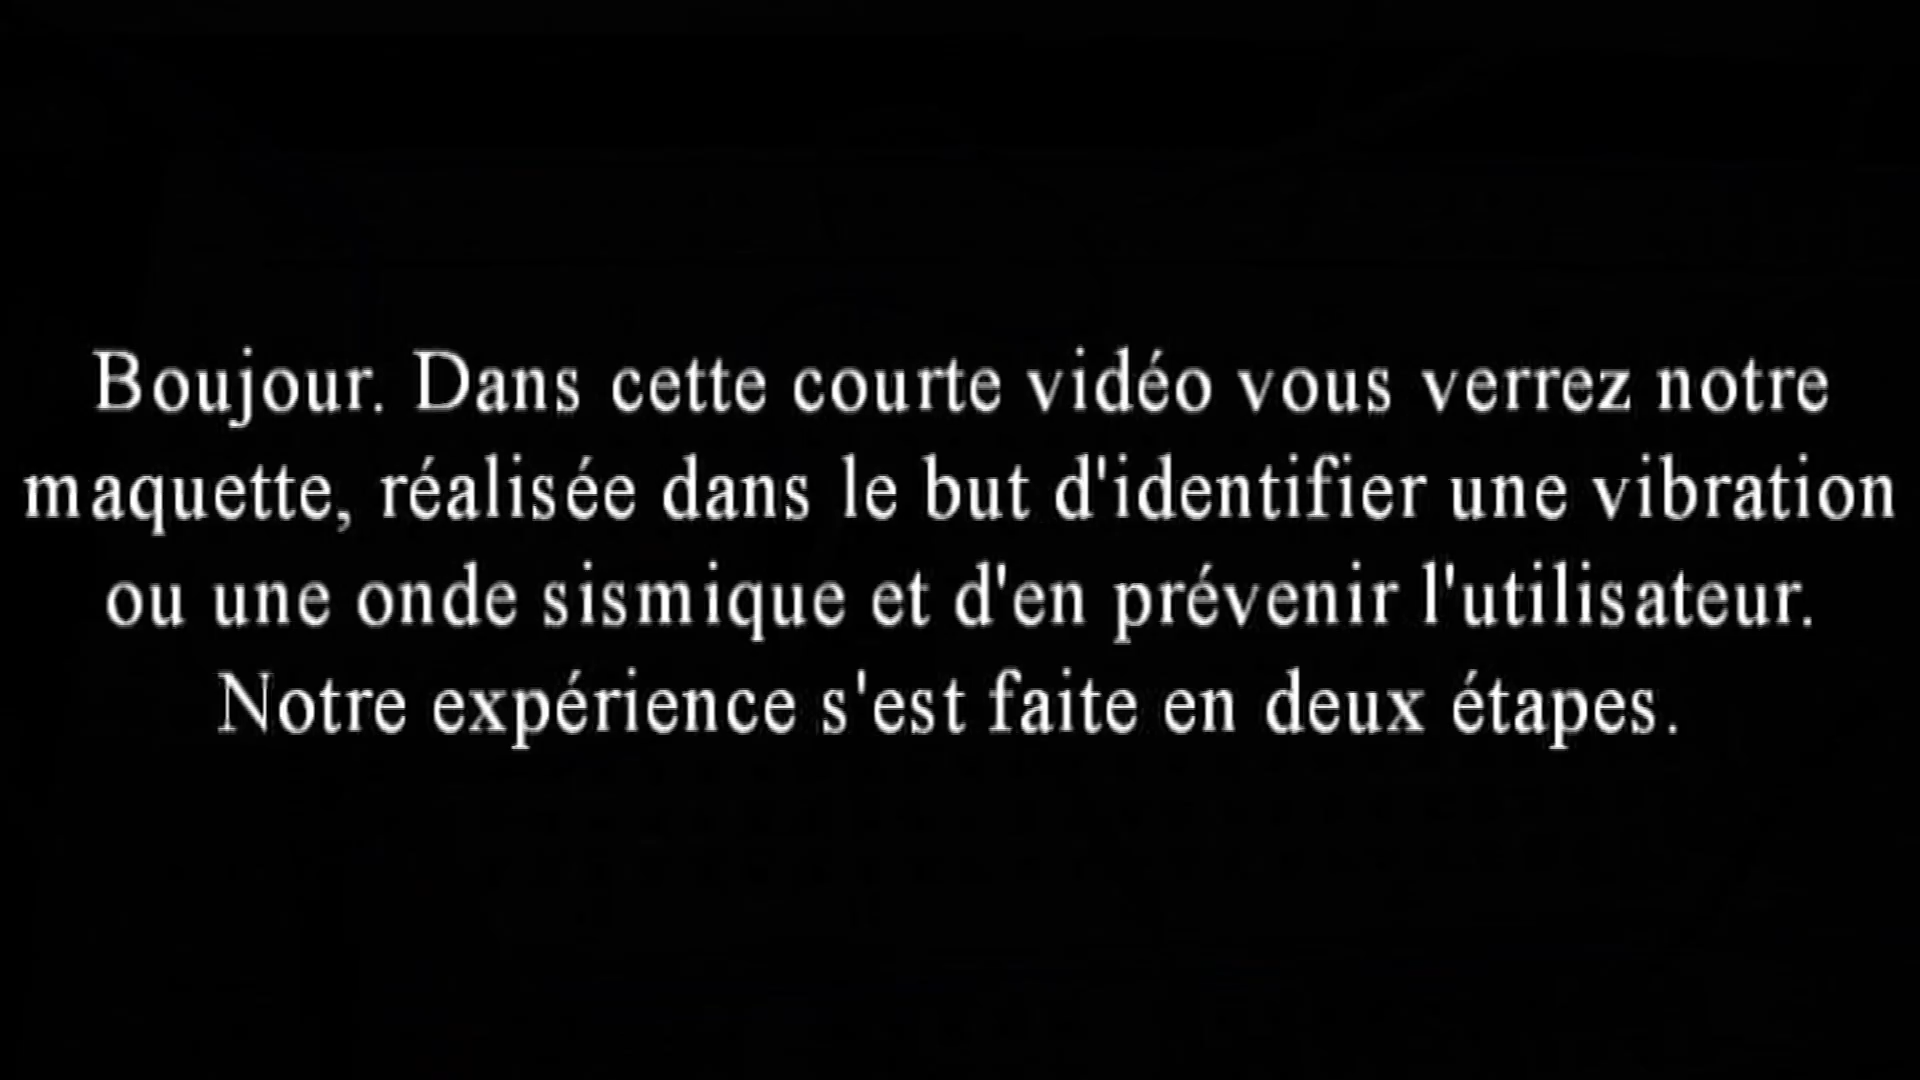 Boujour. Dans cette courte vidéo vous verrez notre
maquette, réalisée dans le but d'identifier une vibration
ou une onde sismique et d'en prévenir l'utilisateur.
Notre expérience s'est faite en deux étapes.